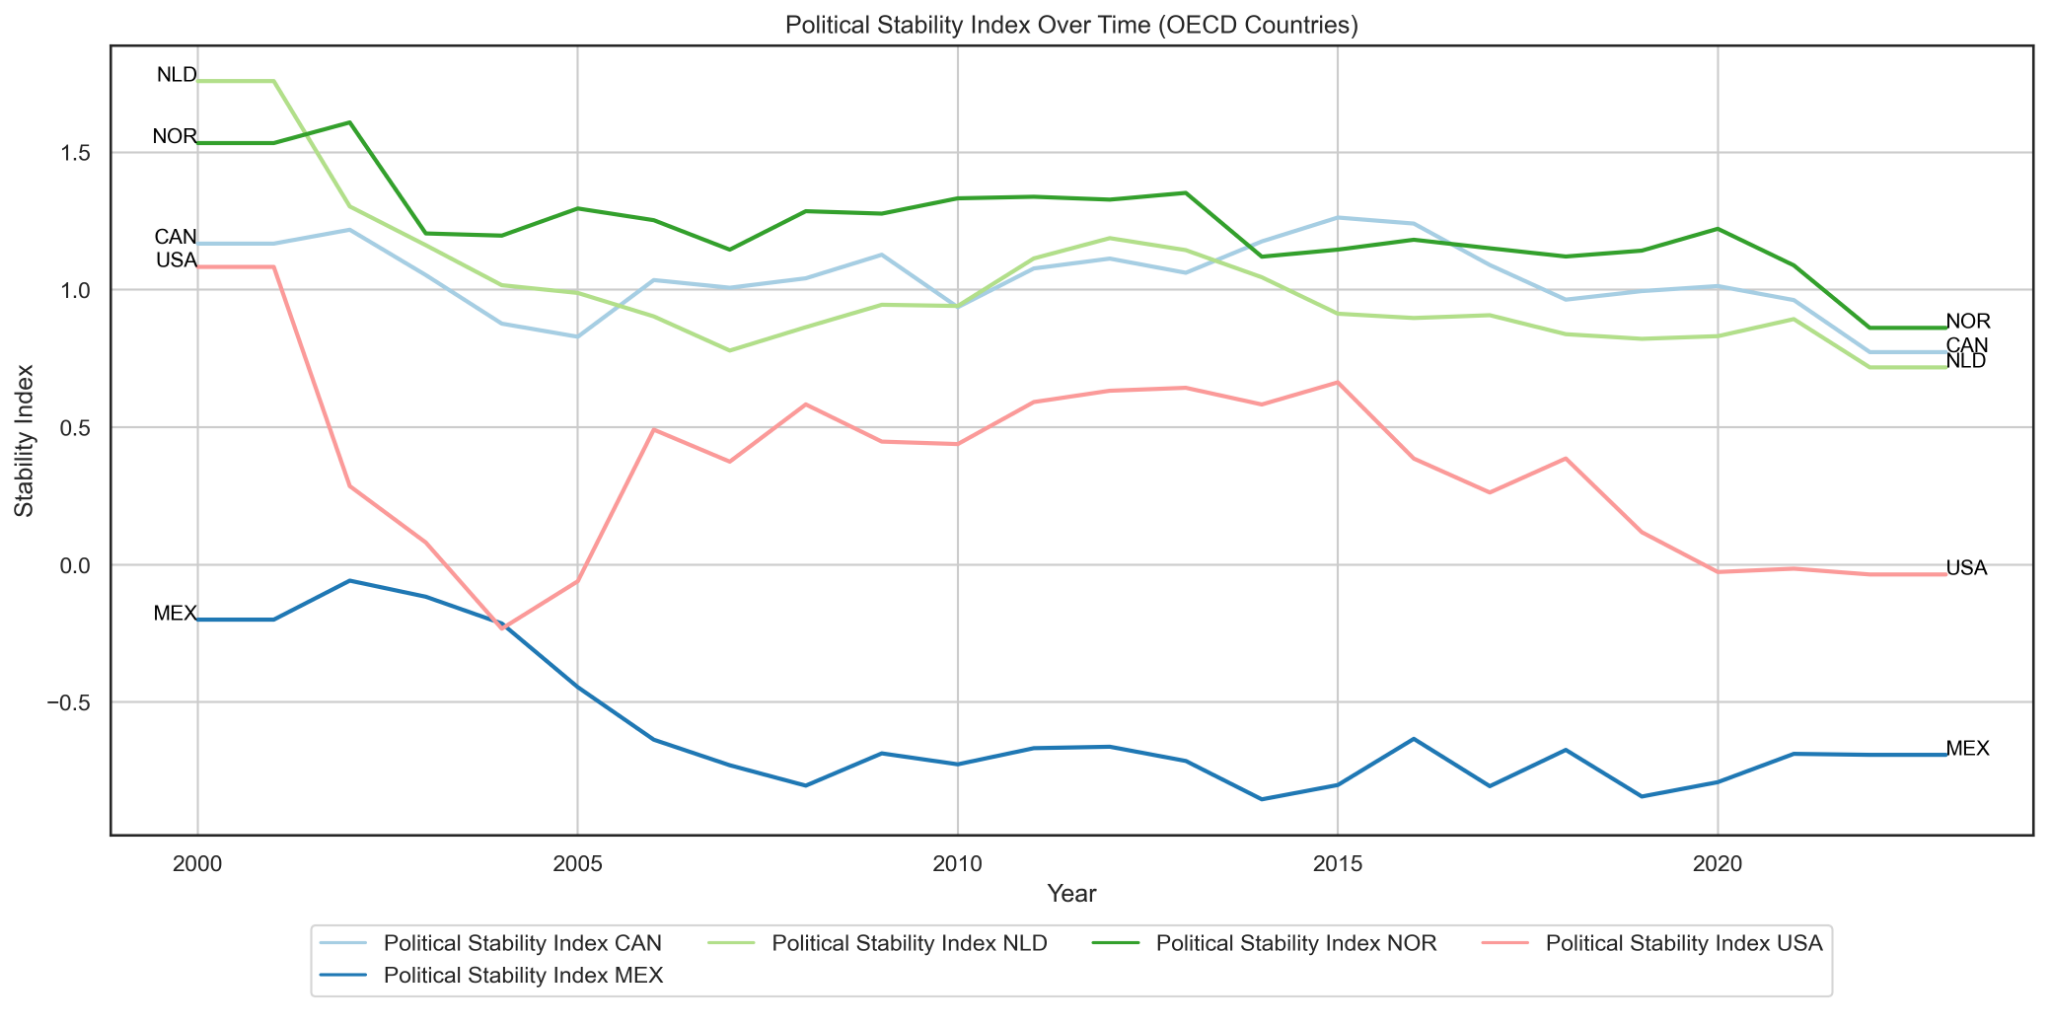 Political Stability Index Over Time (OECD Countries)
NLD
NOR
CAN
USA
MEX
1.5
1.0
0.5
0.0
−0.5
Stability Index
NOR
CAN
NLD
USA
MEX
2000 2005 2010 2015 2020
Year
Political Stability Index CAN Political Stability Index NLD Political Stability Index NOR Political Stability Index USA
Political Stability Index MEX